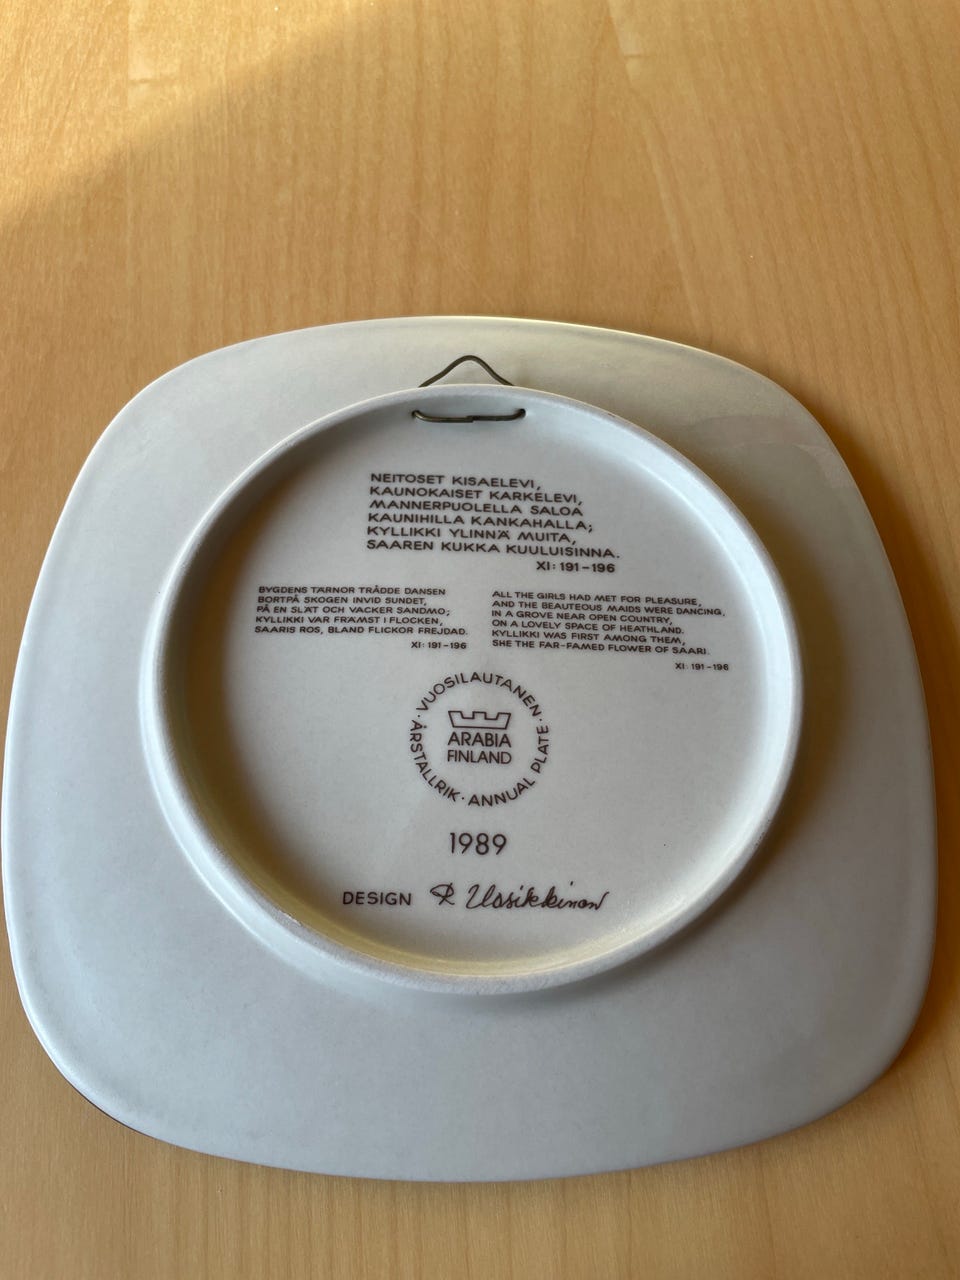 NEITOSET KISAELEVI,
KAUNOKAISET KARKELEVI,
MANNERPUOLELLA SALOA
KAUNIHILLA KANKAHALLA;
KYLLIKKI YLINNÄ MUITA,
SAAREN KUKKA KUULUISINNA.
XI: 191-196
BYGDENS TÄRNOR TRÅDDE DANSEN
BORTPÅ SKOGEN INVID SUNDET,
PÅ EN SLÄT OCH VACKER SANDMO;
KYLLIKKI VAR FRÄMST I FLOCKEN,
SAARIS ROS, BLAND FLICKOR FREJDAD.
XI: 191-196
ALL THE GIRLS HAD MET FOR PLEASURE,
AND THE BEAUTEOUS MAIDS WERE DANCING,
IN A GROVE NEAR OPEN COUNTRY,
ON A LOVELY SPACE OF HEATHLAND.
KYLLIKKI WAS FIRST AMONG THEM,
SHE THE FAR-FAMED FLOWER OF SAARI.
XI: 191-196
· VUOSILAUTANEN · ANNUAL PLATE · ÅRSTALLRIK
ARABIA
FINLAND
1989
DESIGN R Uosikkinen